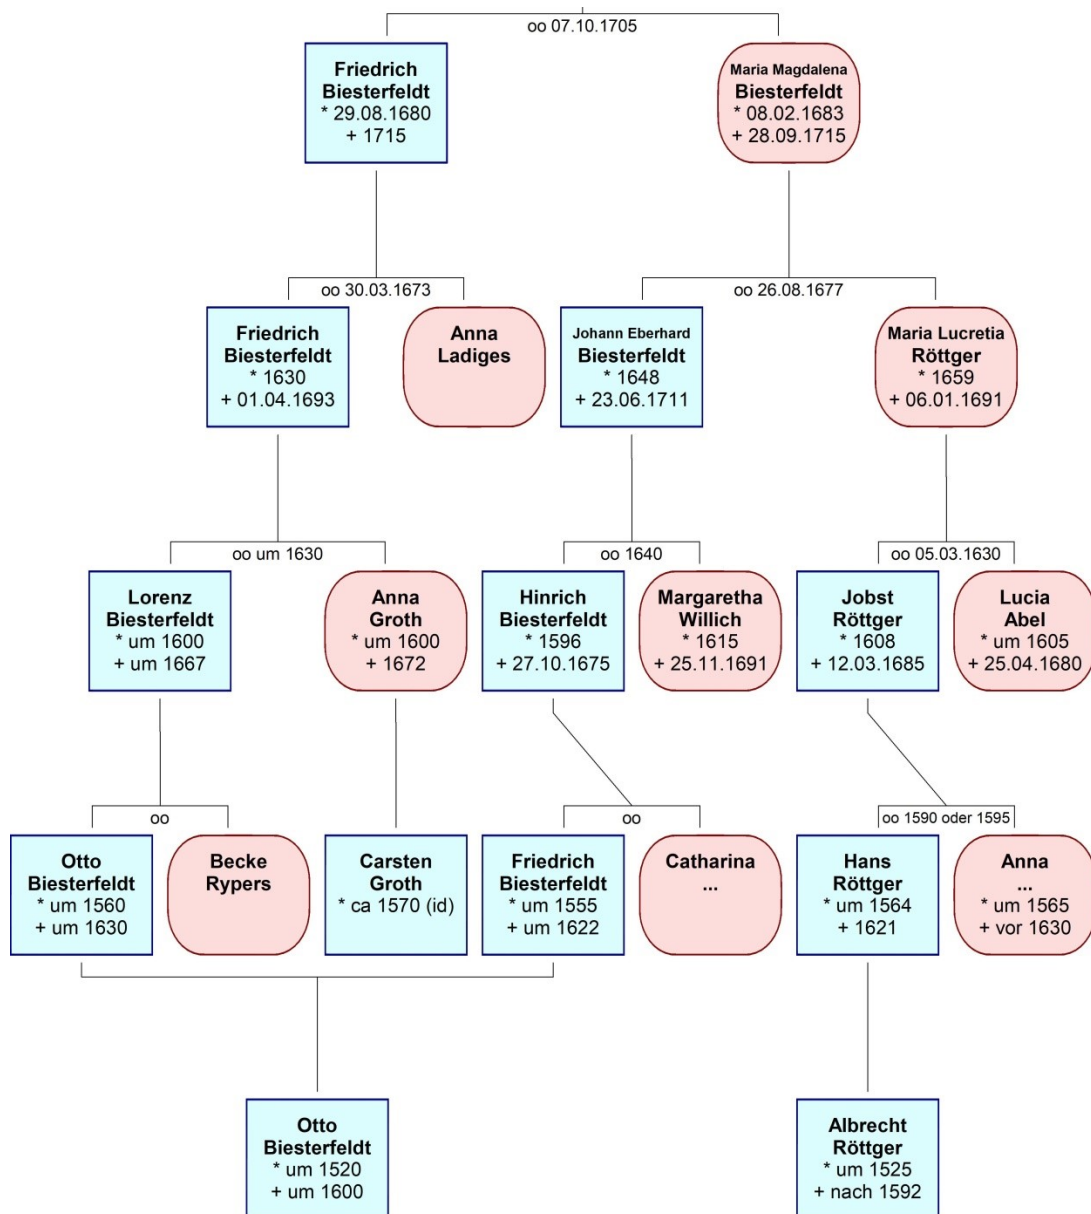 oo 07.10.1705
Friedrich
Biesterfeldt
* 29.08.1680
+ 1715
Maria Magdalena
Biesterfeldt
* 08.02.1683
+ 28.09.1715
oo 30.03.1673
oo 26.08.1677
Friedrich
Biesterfeldt
* 1630
+ 01.04.1693
Anna
Ladiges
Johann Eberhard
Biesterfeldt
* 1648
+ 23.06.1711
Maria Lucretia
Röttger
* 1659
+ 06.01.1691
oo um 1630
oo 1640
oo 05.03.1630
Lorenz
Biesterfeldt
* um 1600
+ um 1667
Anna
Groth
* um 1600
+ 1672
Hinrich
Biesterfeldt
* 1596
+ 27.10.1675
Margaretha
Willich
* 1615
+ 25.11.1691
Jobst
Röttger
* 1608
+ 12.03.1685
Lucia
Abel
* um 1605
+ 25.04.1680
oo
oo
oo 1590 oder 1595
Otto
Biesterfeldt
* um 1560
+ um 1630
Becke
Rypers
Carsten
Groth
* ca 1570 (id)
Friedrich
Biesterfeldt
* um 1555
+ um 1622
Catharina
...
Hans
Röttger
* um 1564
+ 1621
Anna
...
* um 1565
+ vor 1630
Otto
Biesterfeldt
* um 1520
+ um 1600
Albrecht
Röttger
* um 1525
+ nach 1592